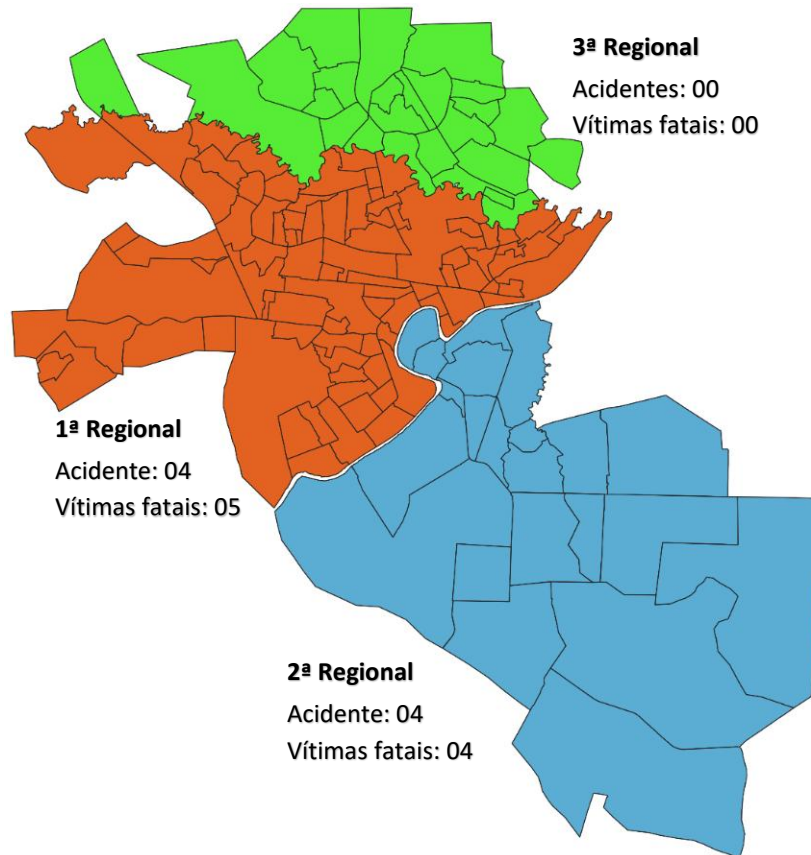 3ª Regional
Acidentes: 00
Vítimas fatais: 00
1ª Regional
Acidente: 04
Vítimas fatais: 05
2ª Regional
Acidente: 04
Vítimas fatais: 04